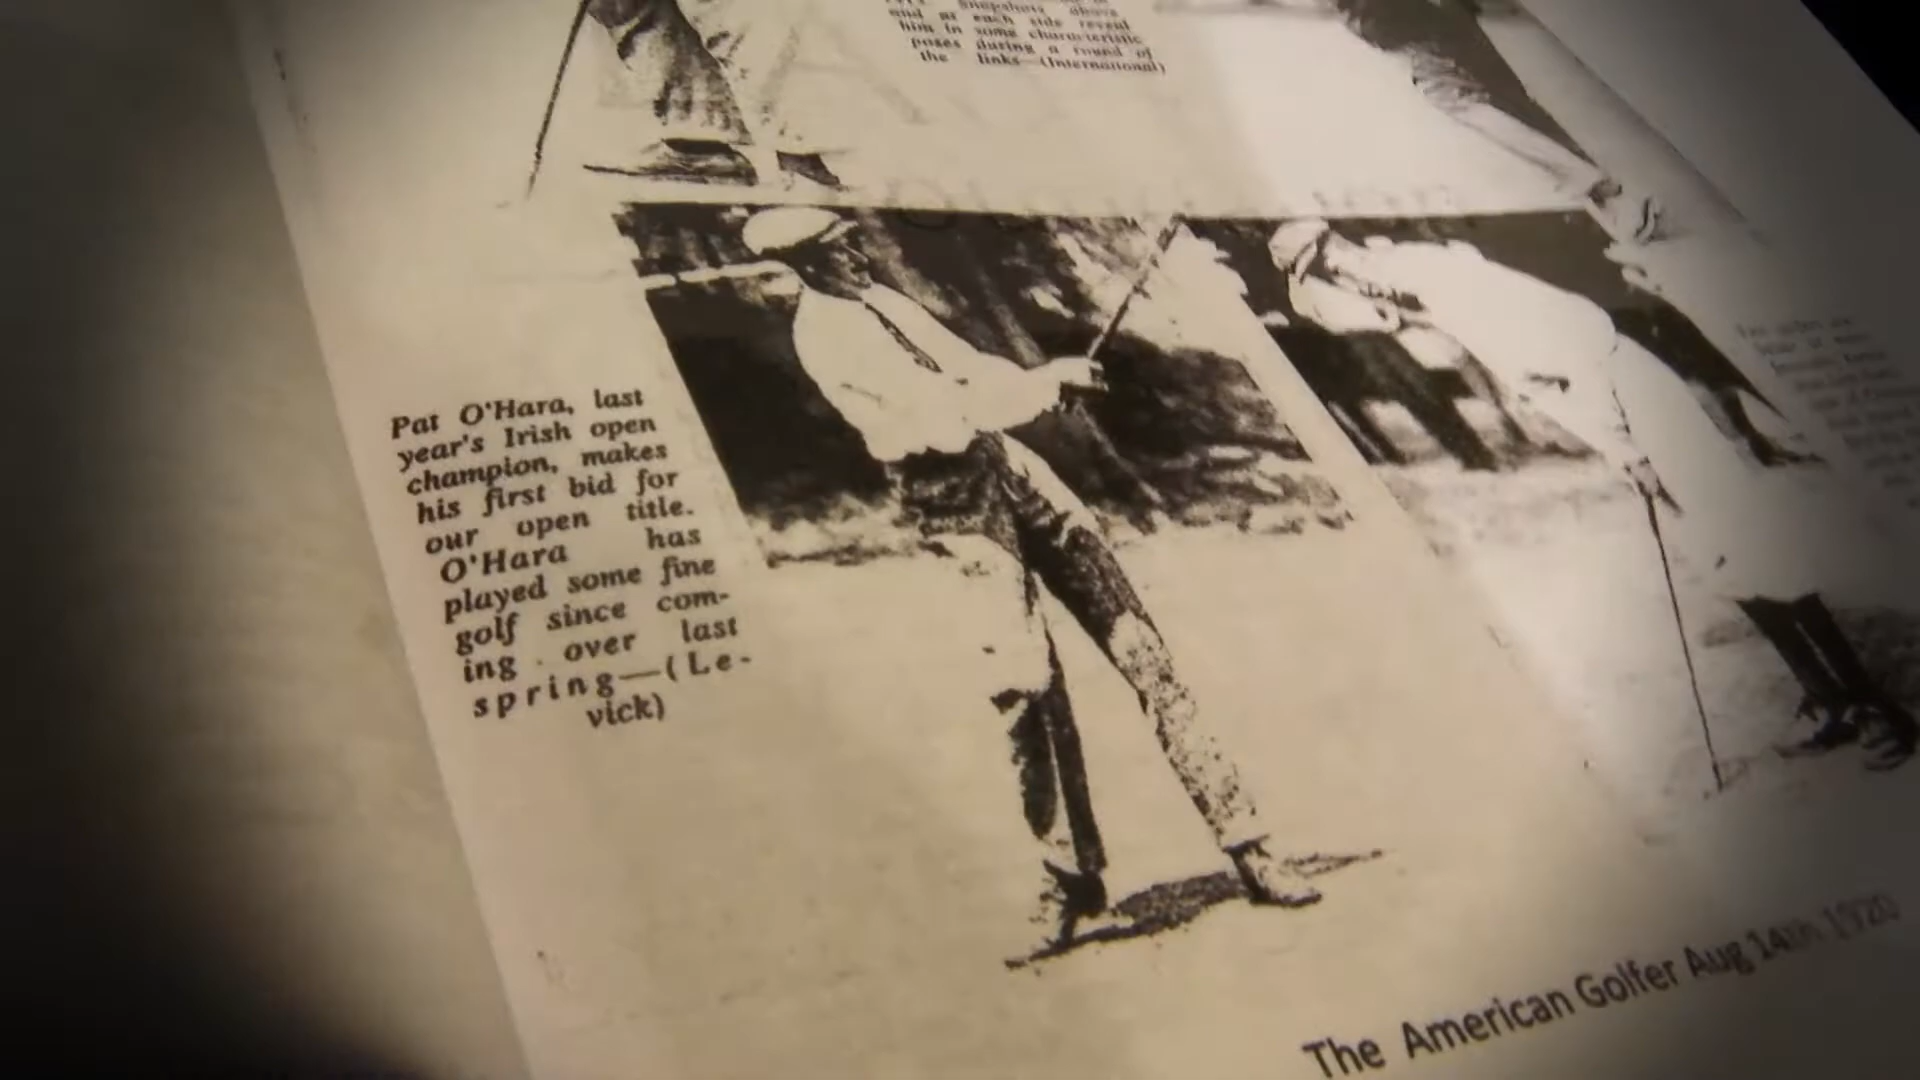 Snapshots above
and at each side reveal
him in some characteristic
poses during a round of
the links—(International)
Pat O'Hara, last
year's Irish open
champion, makes
his first bid for
our open title.
O'Hara has
played some fine
golf since com-
ing over last
spring—(Le-
vick)
The American Golfer Aug 14th 1920